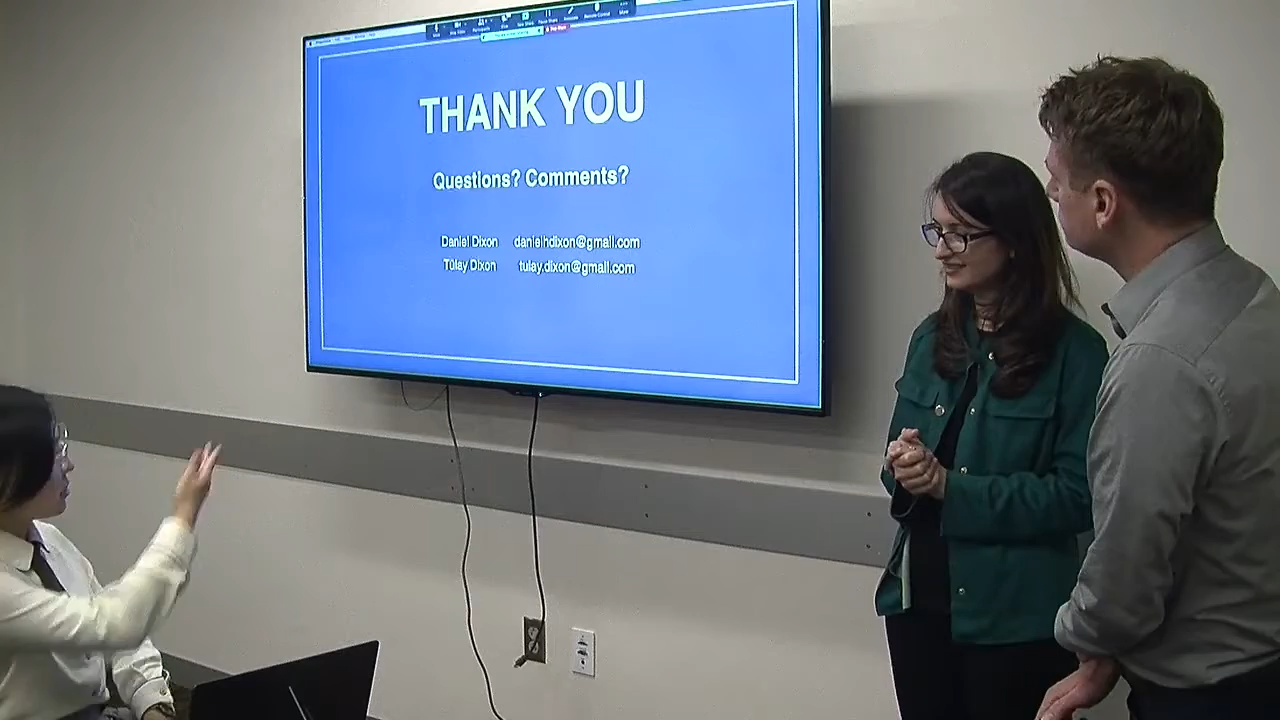 THANK YOU
Questions? Comments?
Daniel Dixon danielhdixon@gmail.com
Tülay Dixon tulay.dixon@gmail.com